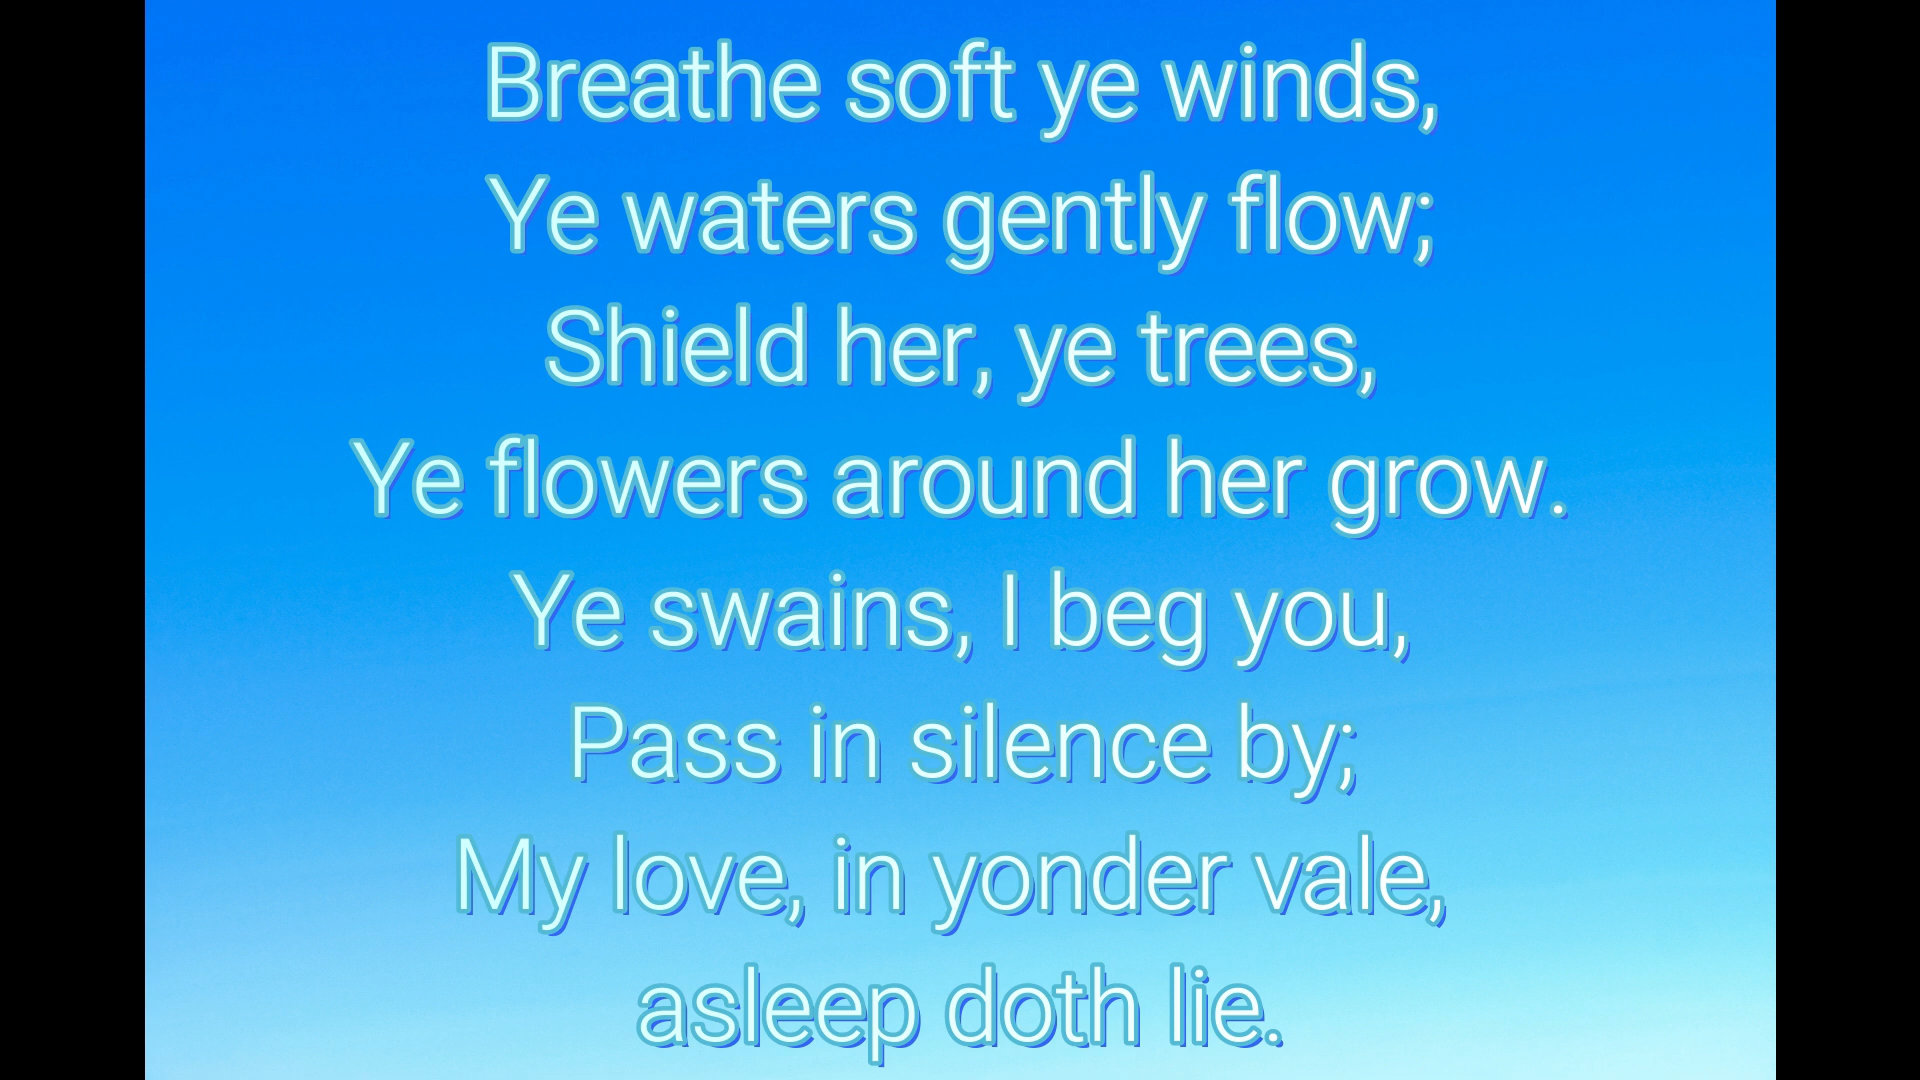 Breathe soft ye winds,
Ye waters gently flow;
Shield her, ye trees,
Ye flowers around her grow.
Ye swains, I beg you,
Pass in silence by;
My love, in yonder vale,
asleep doth lie.